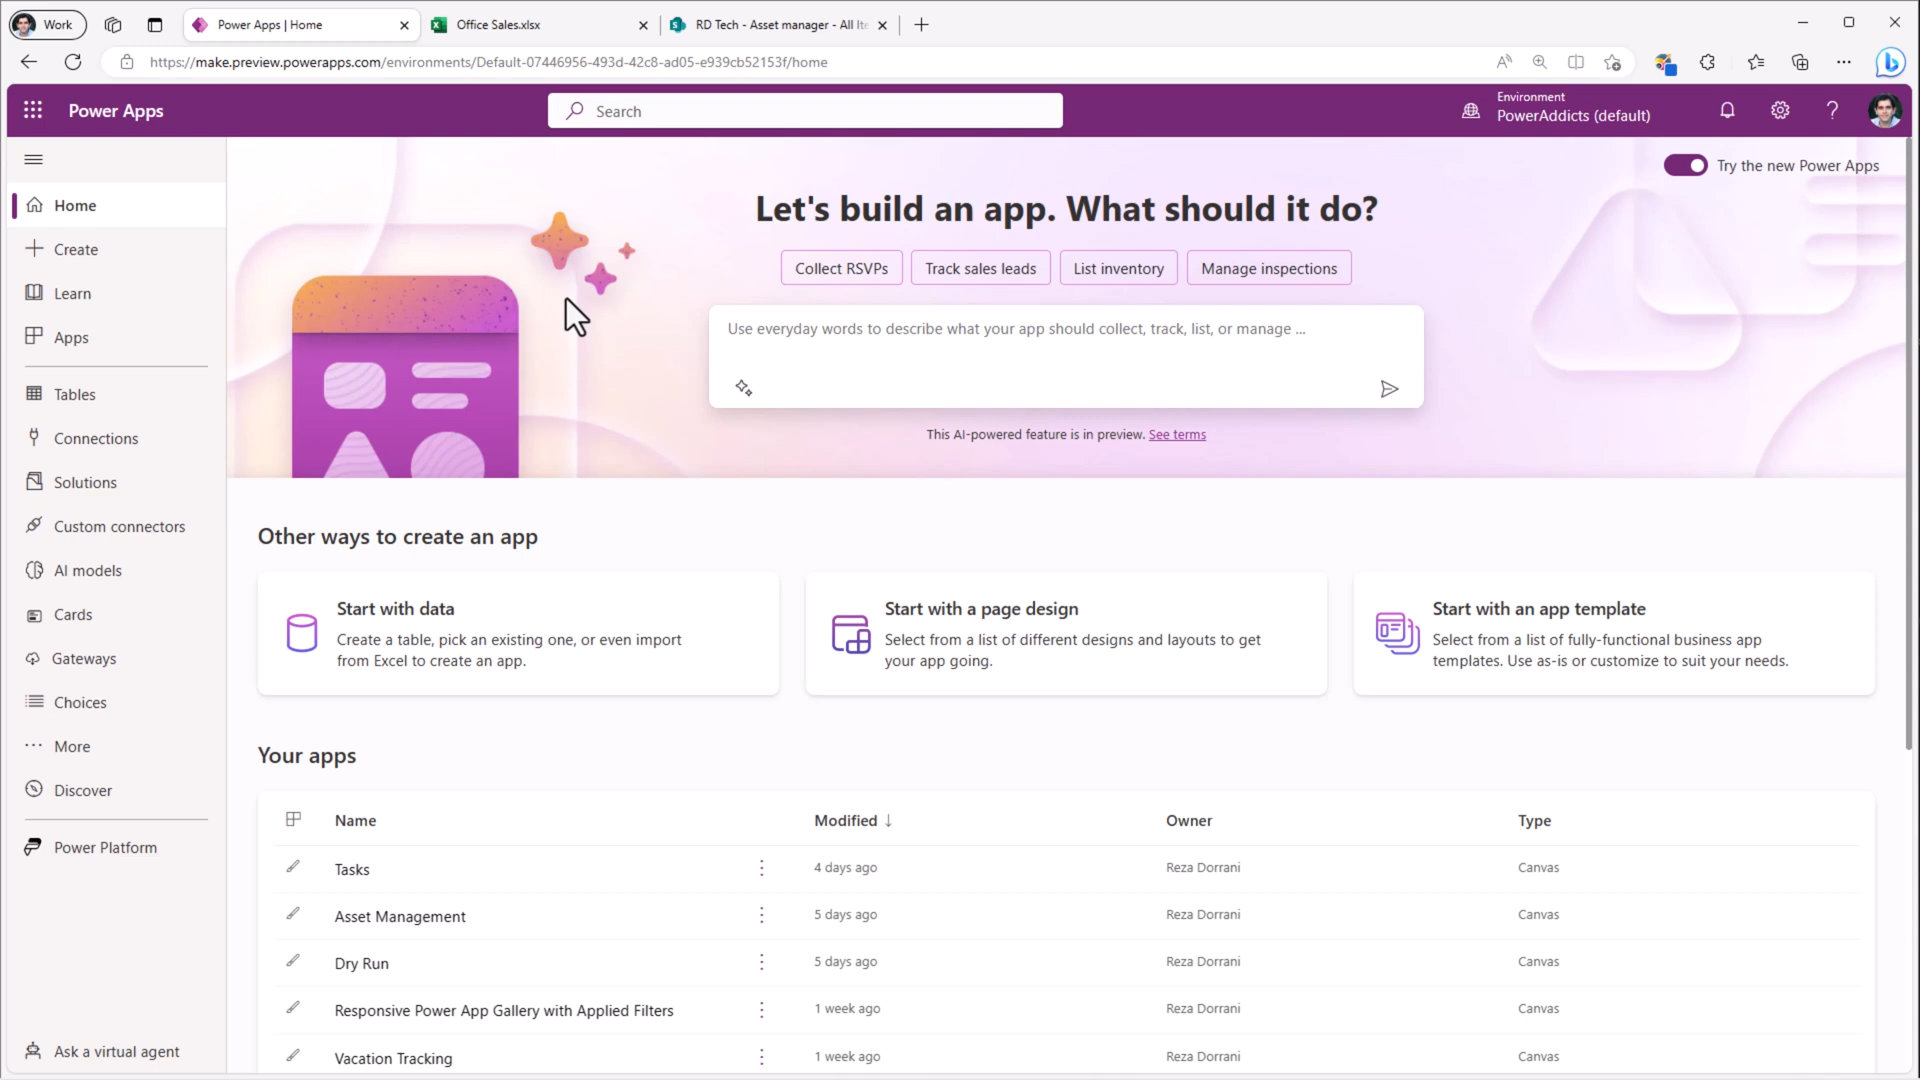 Work
Power Apps | Home
Office Sales.xlsx
RD Tech - Asset manager - All Ite
https://make.preview.powerapps.com/environments/Default-07446956-493d-42c8-ad05-e939cb52153f/home
Power Apps
Search
Environment
PowerAddicts (default)
Try the new Power Apps
Home
Create
Learn
Apps
Tables
Connections
Solutions
Custom connectors
AI models
Cards
Gateways
Choices
More
Discover
Power Platform
Ask a virtual agent
Let's build an app. What should it do?
Collect RSVPs
Track sales leads
List inventory
Manage inspections
Use everyday words to describe what your app should collect, track, list, or manage ...
This AI-powered feature is in preview. See terms
Other ways to create an app
Start with data
Create a table, pick an existing one, or even import
from Excel to create an app.
Start with a page design
Select from a list of different designs and layouts to get
your app going.
Start with an app template
Select from a list of fully-functional business app
templates. Use as-is or customize to suit your needs.
Your apps
Name Modified ↓ Owner Type
Tasks 4 days ago Reza Dorrani Canvas
Asset Management 5 days ago Reza Dorrani Canvas
Dry Run 5 days ago Reza Dorrani Canvas
Responsive Power App Gallery with Applied Filters 1 week ago Reza Dorrani Canvas
Vacation Tracking 1 week ago Reza Dorrani Canvas